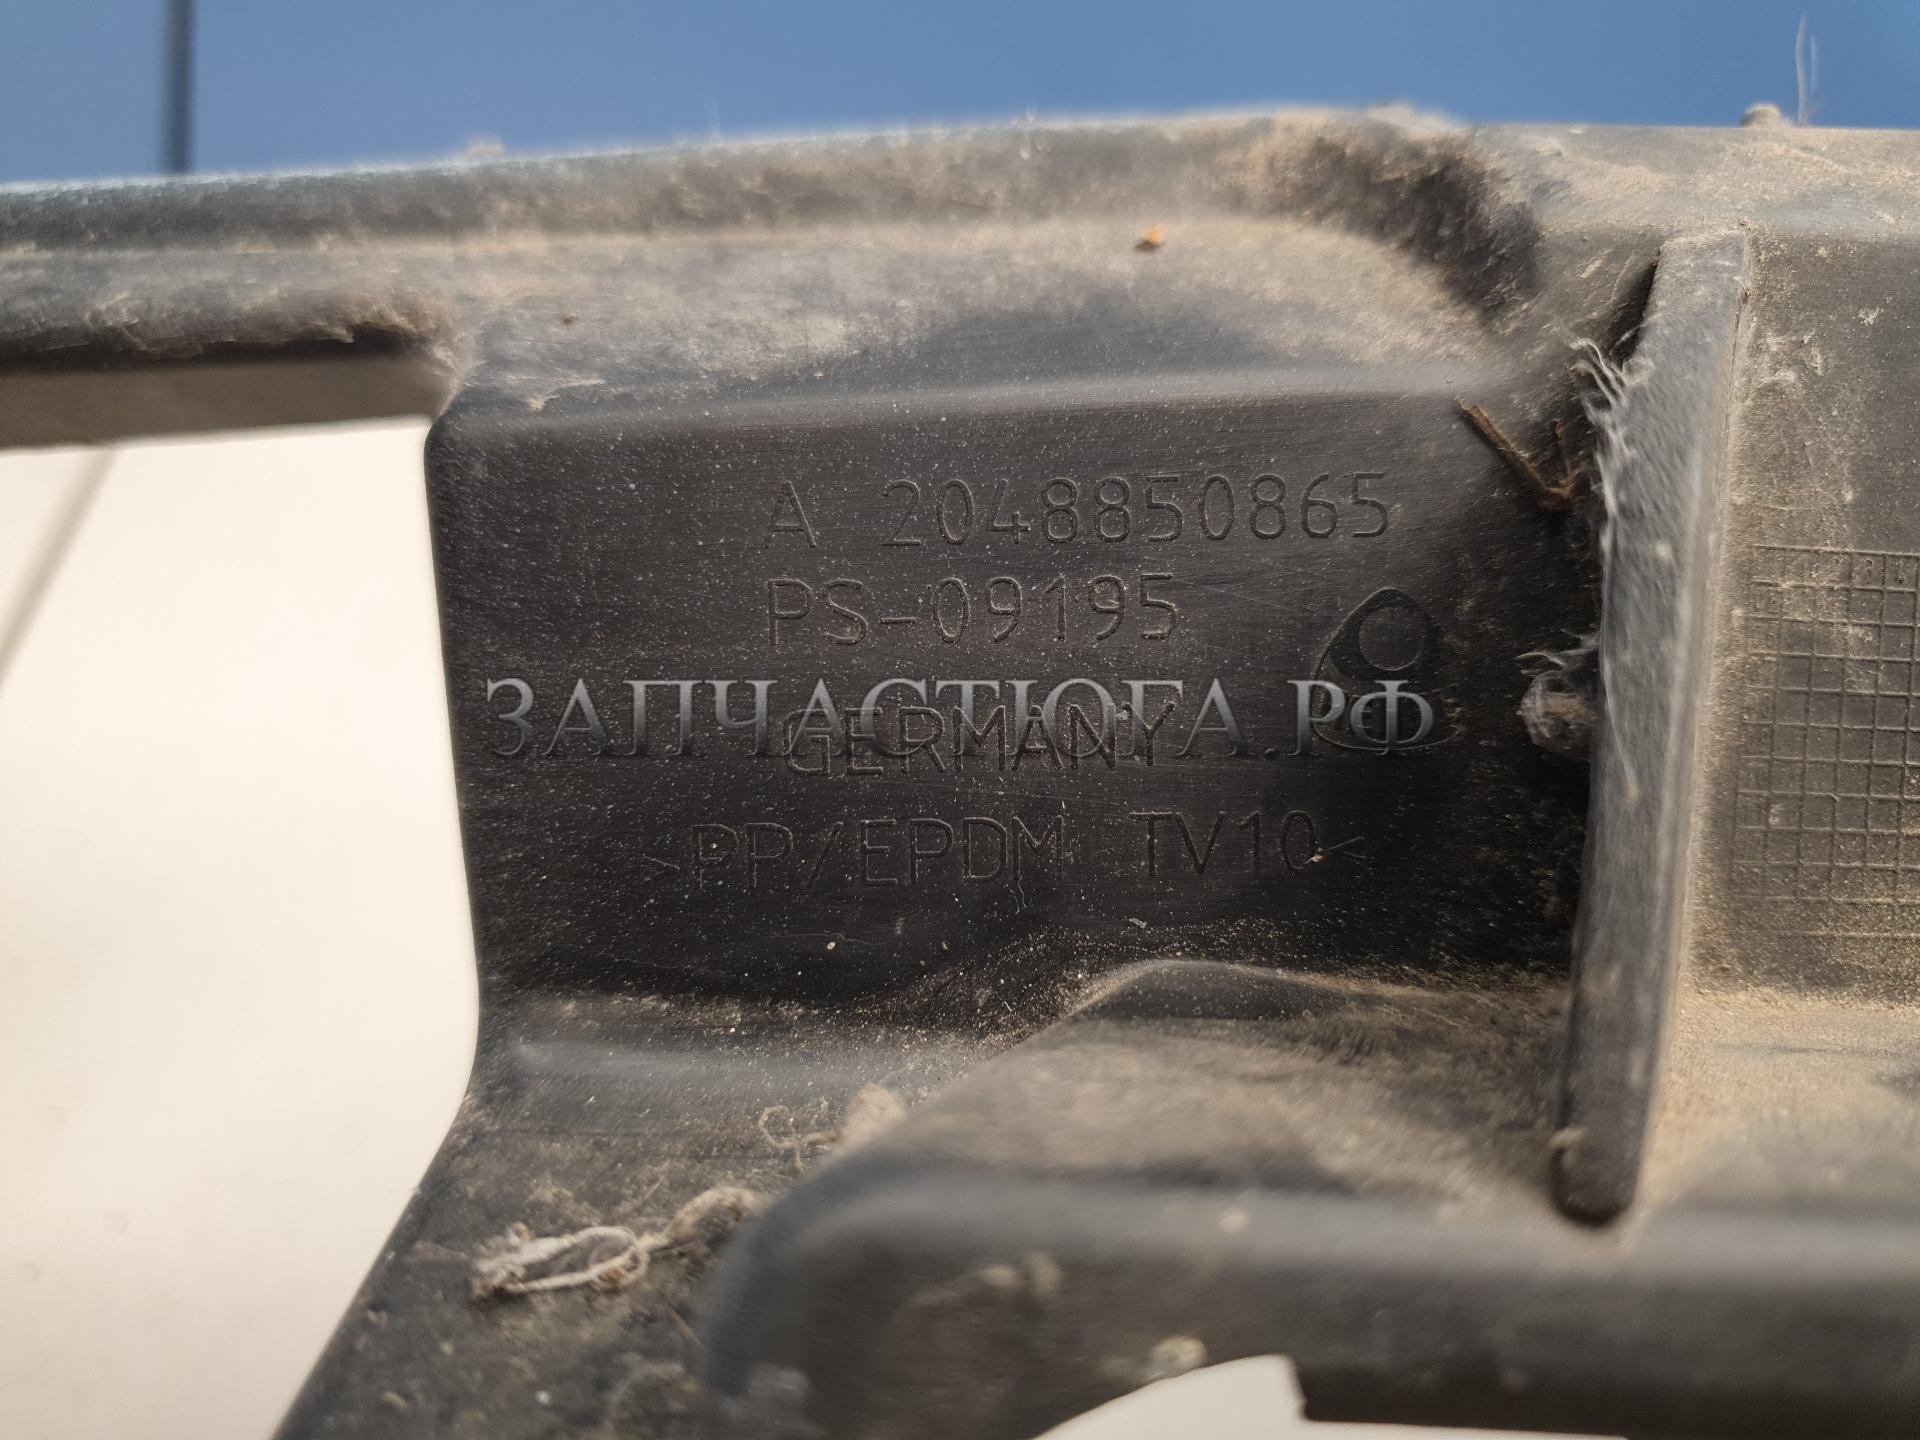 A 2048850865
PS-09195
ЗАПЧАСТЮГА.РФ
GERMANY
>PP/EPDM TV10<